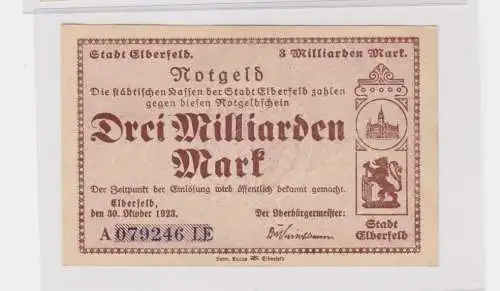 Stadt Elberfeld. 3 Milliarden Mark.
Notgeld
Die städtischen Kassen der Stadt Elberfeld zahlen
gegen diesen Notgeldschein
Drei Milliarden
Mark
Der Zeitpunkt der Einlösung wird öffentlich bekannt gemacht.
Elberfeld,
den 30. Oktober 1923. Der Oberbürgermeister:
A 079246 I.E
Stadt
Elberfeld
Elberfeld